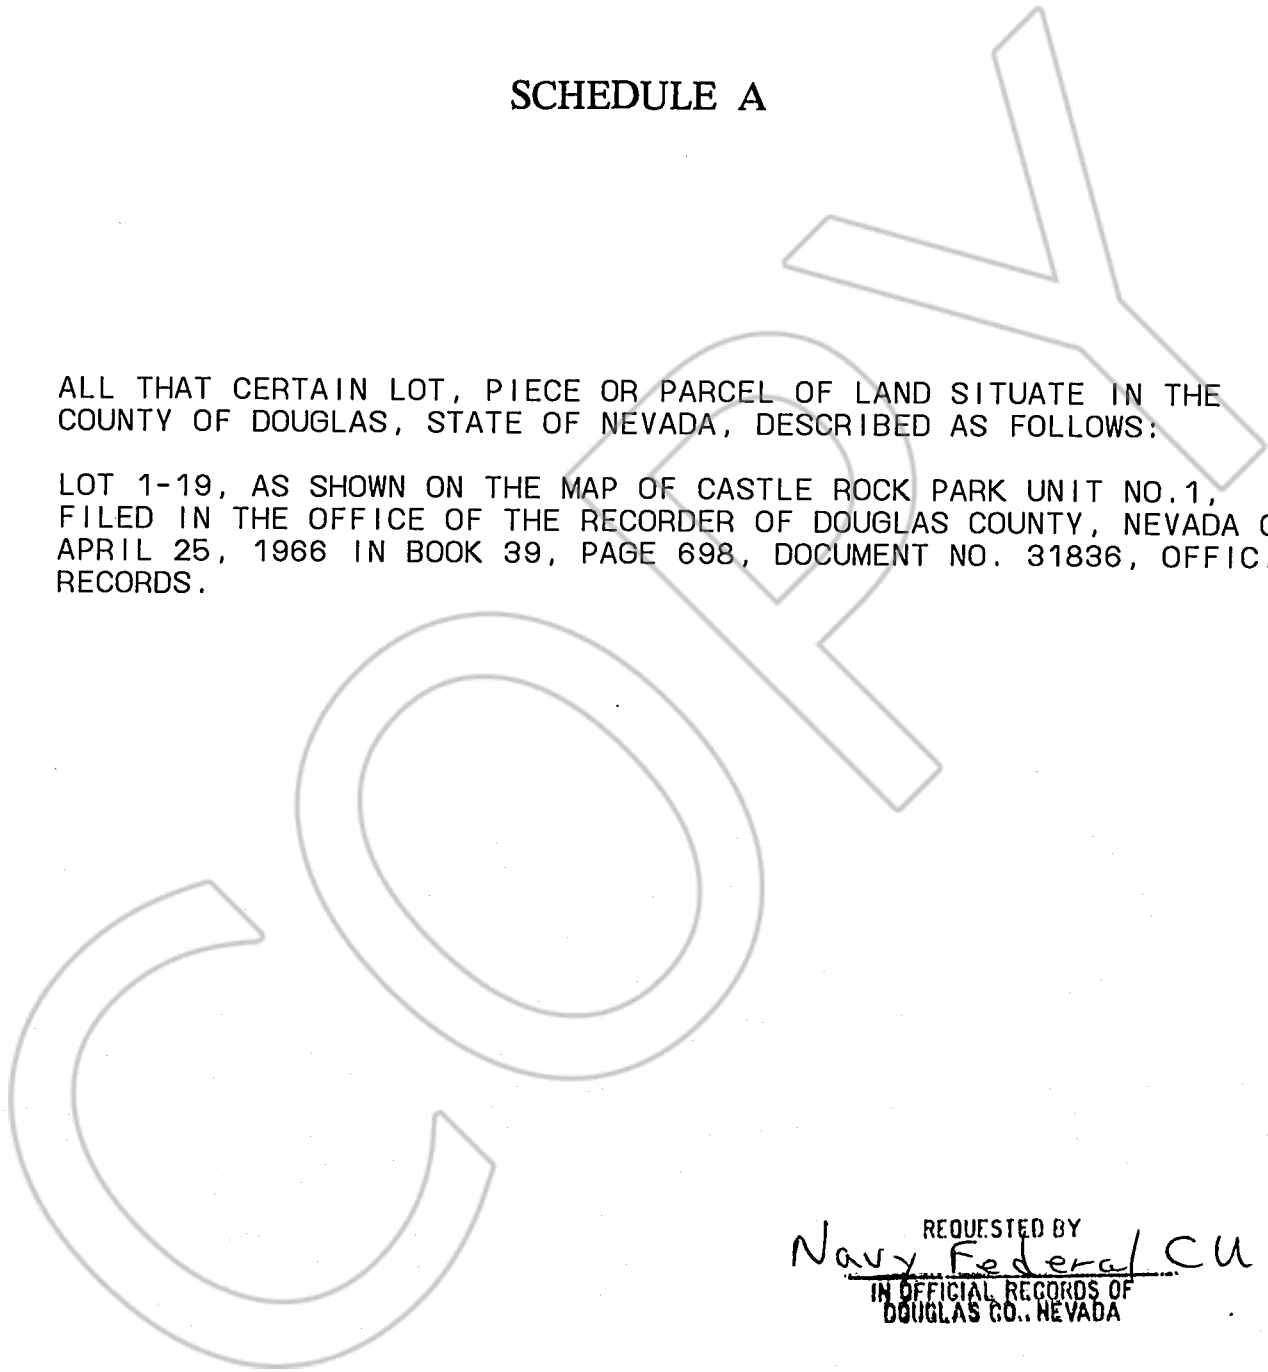 SCHEDULE A
ALL THAT CERTAIN LOT, PIECE OR PARCEL OF LAND SITUATE IN THE
COUNTY OF DOUGLAS, STATE OF NEVADA, DESCRIBED AS FOLLOWS:
LOT 1-19, AS SHOWN ON THE MAP OF CASTLE ROCK PARK UNIT NO.1,
FILED IN THE OFFICE OF THE RECORDER OF DOUGLAS COUNTY, NEVADA
APRIL 25, 1966 IN BOOK 39, PAGE 698, DOCUMENT NO. 31836, OFFIC
RECORDS.
COPY
REQUESTED BY
Navy Federal CU
IN OFFICIAL RECORDS OF
DOUGLAS CO., NEVADA